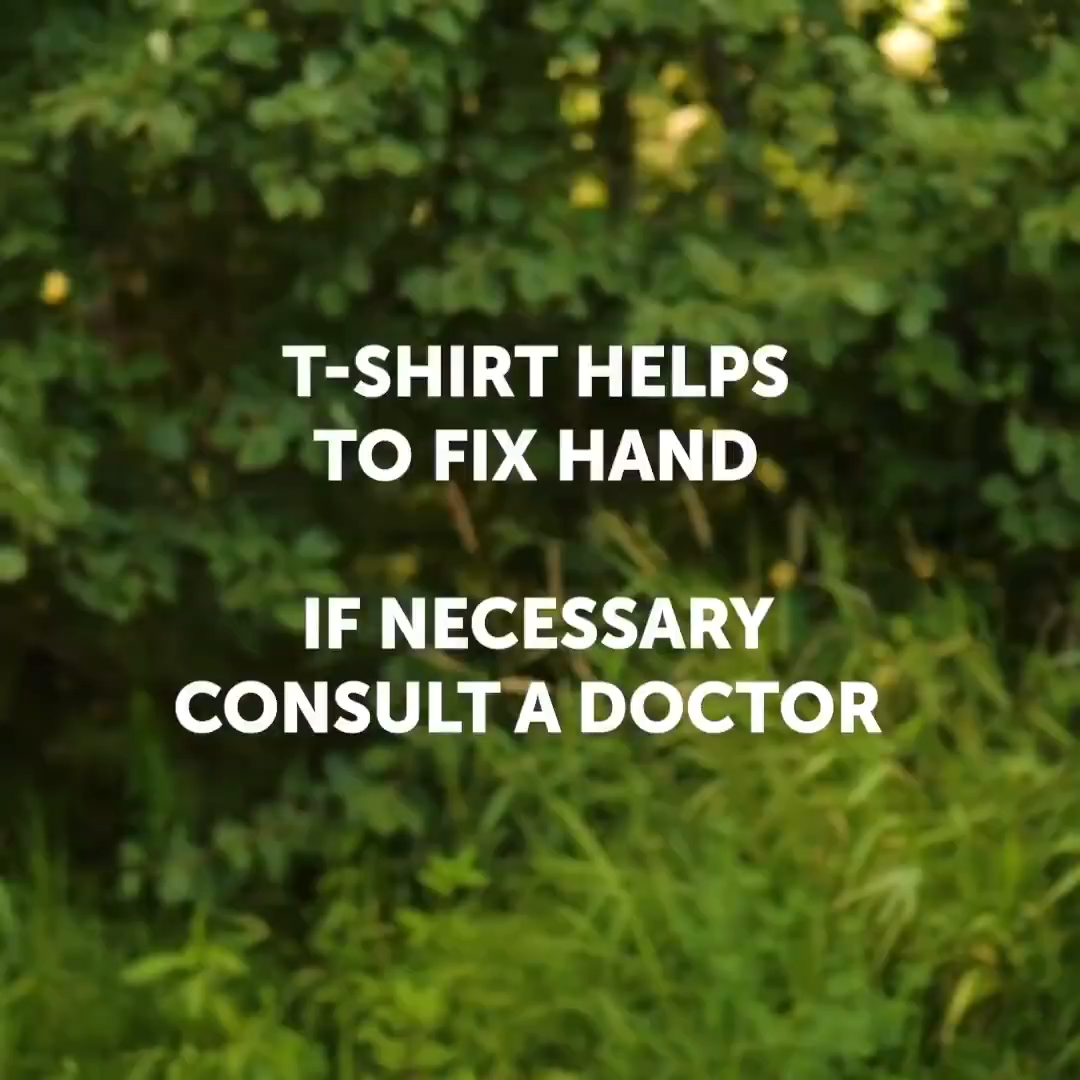 T-SHIRT HELPS
TO FIX HAND
IF NECESSARY
CONSULT A DOCTOR